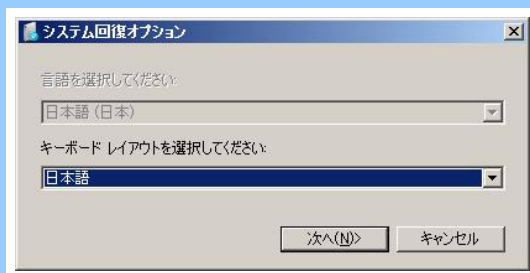 システム回復オプション
言語を選択してください:
日本語 (日本)
キーボード レイアウトを選択してください:
日本語
次へ(N)>
キャンセル